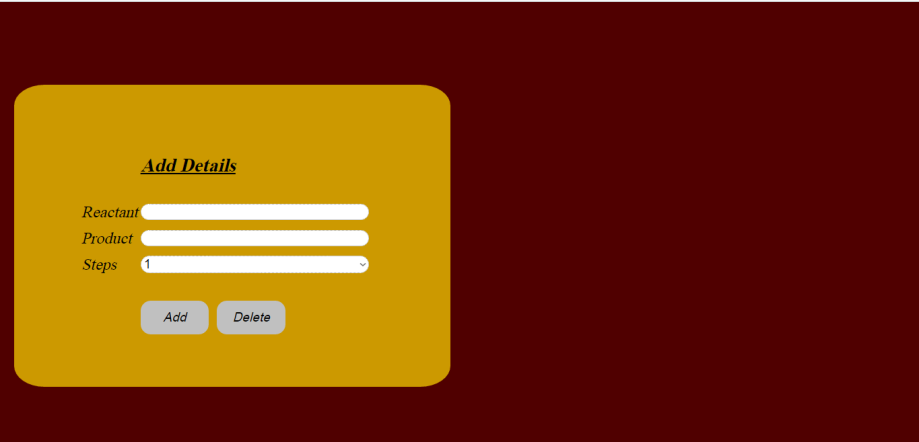 Add Details
Reactant
Product
Steps 1
Add Delete